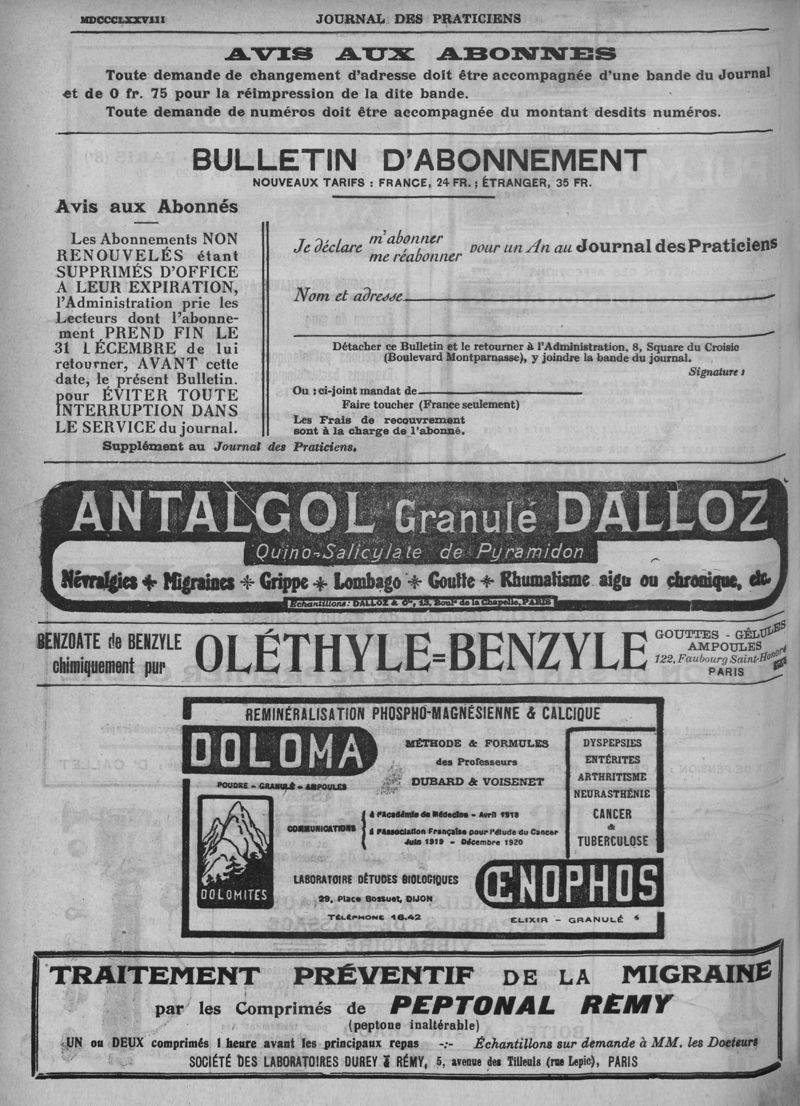 MDCCCLXXVIII JOURNAL DES PRATICIENS
AVIS AUX ABONNES
Toute demande de changement d'adresse doit être accompagnée d'une bande du Journal
et de 0 fr. 75 pour la réimpression de la dite bande.
Toute demande de numéros doit être accompagné du montant desdits numéros.
BULLETIN D'ABONNEMENT
NOUVEAUX TARIFS : FRANCE, 24 FR. ; ÉTRANGER, 35 FR.
Avis aux Abonnés
Les Abonnements NON
RENOUVELÉS étant
SUPPRIMÉS D'OFFICE
A LEUR EXPIRATION,
l'Administration prie les
Lecteurs dont l'abonne-
ment PREND FIN LE
31 LÉCEMBRE de lui
retourner, AVANT cette
date, le présent Bulletin.
pour ÉVITER TOUTE
INTERRUPTION DANS
LE SERVICE du journal.
Je déclare m'abonner
me réabonner pour un An au Journal des Praticiens
Nom et adresse
Détacher ce Bulletin et le retourner à l'Administration, 8, Square du Croisic
(Boulevard Montparnasse), y joindre la bande du journal.
Signature :
Ou : ci-joint mandat de
Faire toucher (France seulement)
Les Frais de recouvrement
sont à la charge de l'abonné.
Supplément au Journal des Praticiens.
ANTALGOL Granulé DALLOZ
Quino-Salicylate de Pyramidon
Névralgies + Migraines + Grippe + Lombago + Goutte + Rhumatisme aigu ou chronique, etc.
Échantillons: DALLOZ & Cie, 13, Boulд de la Chapelle, PARIS
BENZOATE de BENZYLE
chimiquement pur
OLÉTHYLE=BENZYLE
GOUTTES - GÉLULES
AMPOULES
122, Faubourg Saint-Honoré
PARIS
REMINÉRALISATION PHOSPHO-MAGNÉSIENNE & CALCIQUE
DOLOMA
POUDRE - GRANULÉ - AMPOULES
MÉTHODE & FORMULES
des Professeurs
DUBARD & VOISENET
DYSPEPSIES
ENTÉRITES
ARTHRITISME
NEURASTHÉNIE
CANCER
&
TUBERCULOSE
DOLOMITES
COMMUNICATIONS
à l'Académie de Médecine - Avril 1918
à l'Association Française pour l'étude du Cancer
Juin 1919 - Décembre 1920
LABORATOIRE D'ÉTUDES BIOLOGIQUES
29, Place Bossuet, DIJON
TÉLÉPHONE 16.42
ŒNOPHOS
ELIXIR - GRANULÉ
TRAITEMENT PRÉVENTIF DE LA MIGRAINE
par les Comprimés de PEPTONAL RÉMY
(peptone inaltérable)
UN ou DEUX comprimés 1 heure avant les principaux repas -:- Échantillons sur demande à MM. les Docteurs
SOCIÉTÉ DES LABORATOIRES DUREY & RÉMY, 5, avenue des Tilleuls (rue Lepic), PARIS